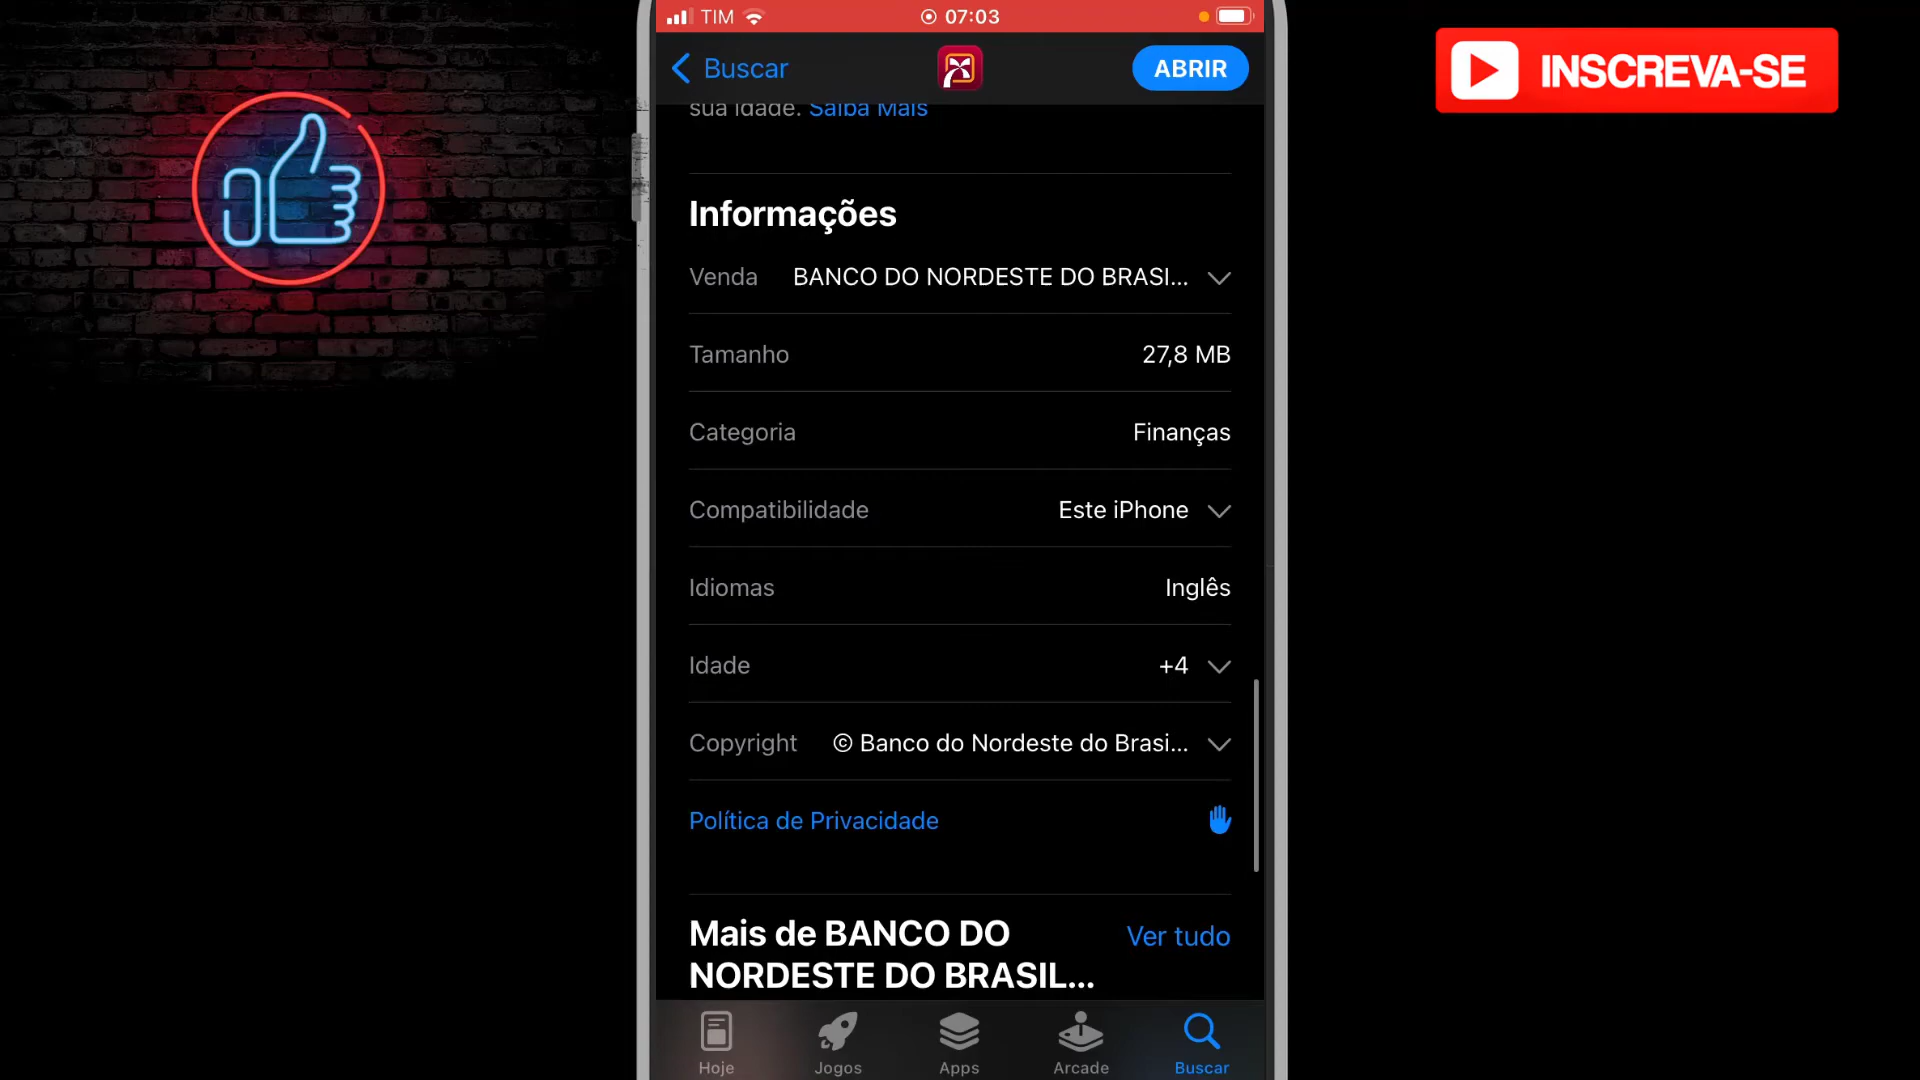 TIM
07:03
Buscar
ABRIR
sua idade. Saiba Mais
Informações
Venda BANCO DO NORDESTE DO BRASI...
Tamanho 27,8 MB
Categoria Finanças
Compatibilidade Este iPhone
Idiomas Inglês
Idade +4
Copyright © Banco do Nordeste do Brasi...
Política de Privacidade
Mais de BANCO DO
NORDESTE DO BRASIL...
Ver tudo
Hoje
Jogos
Apps
Arcade
Buscar
INSCREVA-SE